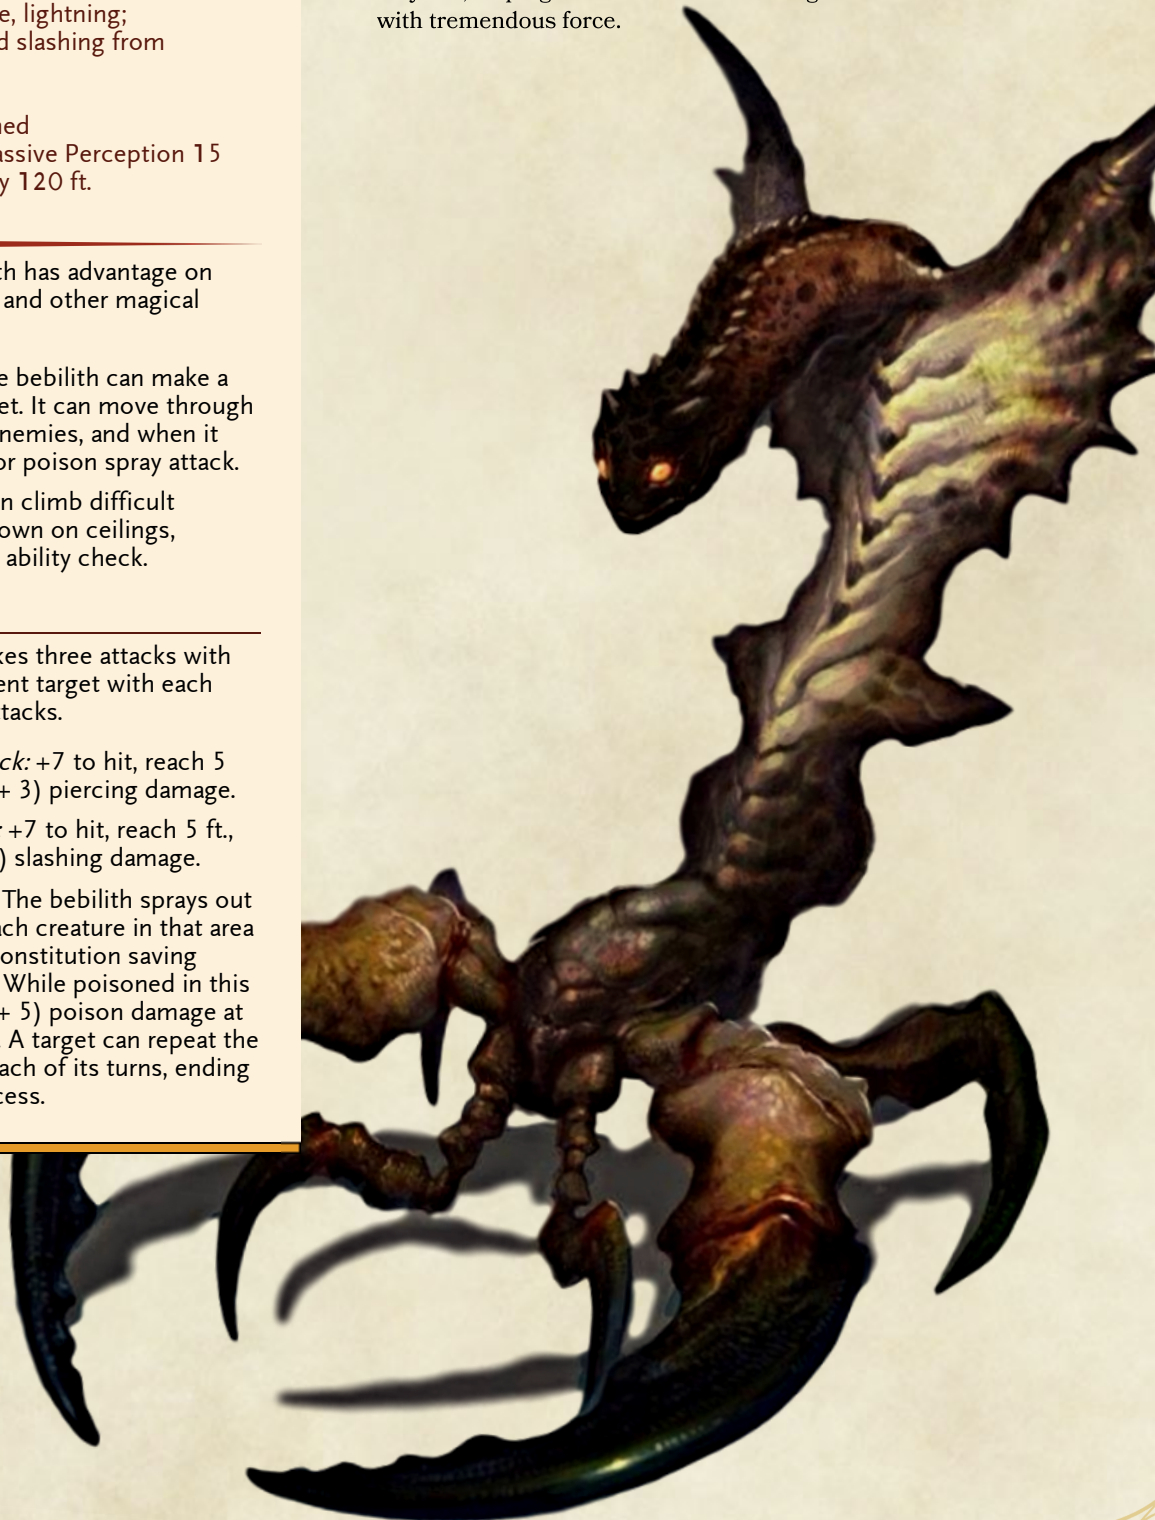 e, lightning;
d slashing from
ned
assive Perception 15
y 120 ft.
th has advantage on
and other magical
e bebilith can make a
et. It can move through
nemies, and when it
or poison spray attack.
n climb difficult
own on ceilings,
ability check.
kes three attacks with
ent target with each
ttacks.
ck: +7 to hit, reach 5
+ 3) piercing damage.
: +7 to hit, reach 5 ft.,
) slashing damage.
The bebilith sprays out
ach creature in that area
onstitution saving
While poisoned in this
+ 5) poison damage at
. A target can repeat the
ach of its turns, ending
cess.
with tremendous force.